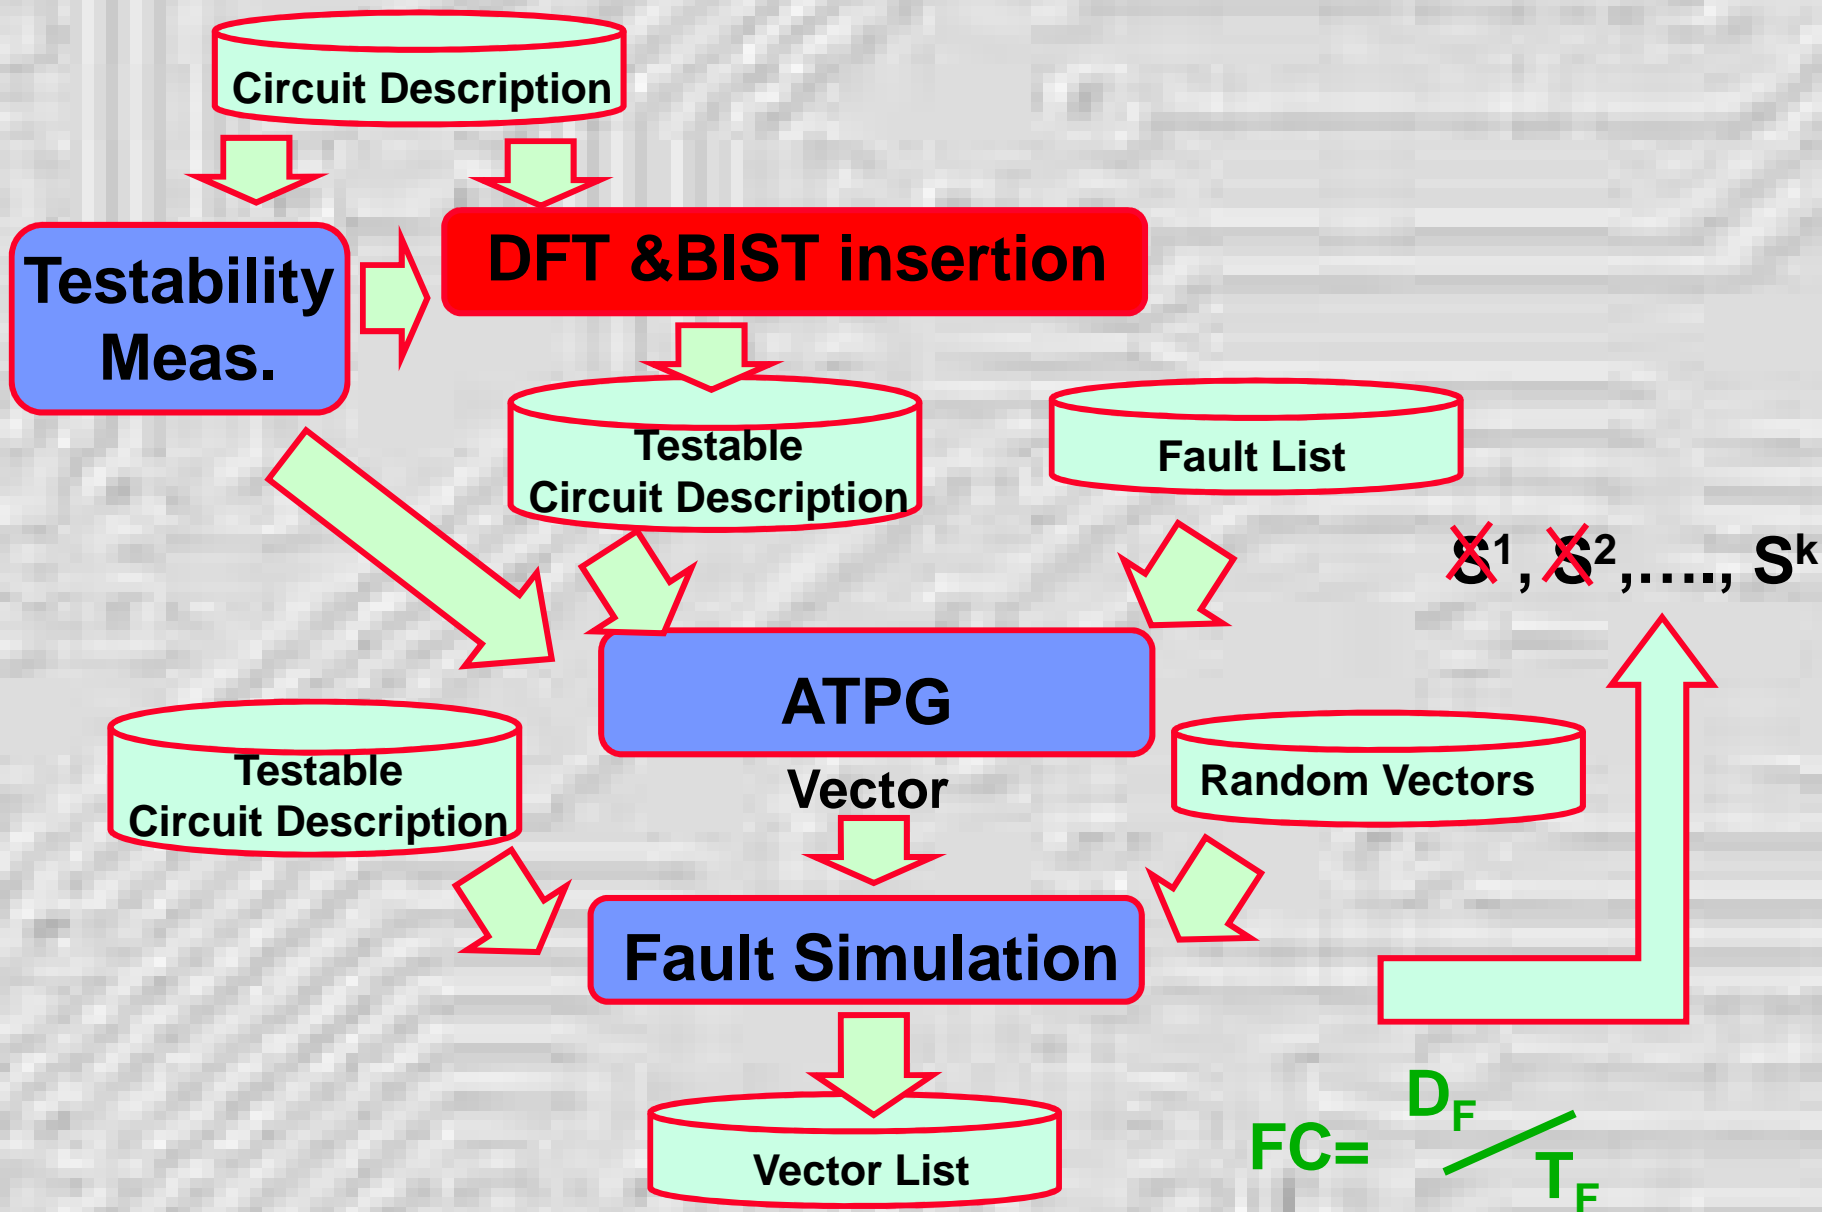 Circuit Description
DFT &BIST insertion
Testability
Meas.
Testable
Circuit Description
Fault List
S1, S2,....., Sk
ATPG
Testable
Circuit Description
Vector
Random Vectors
Fault Simulation
Vector List
FC= DF
TF